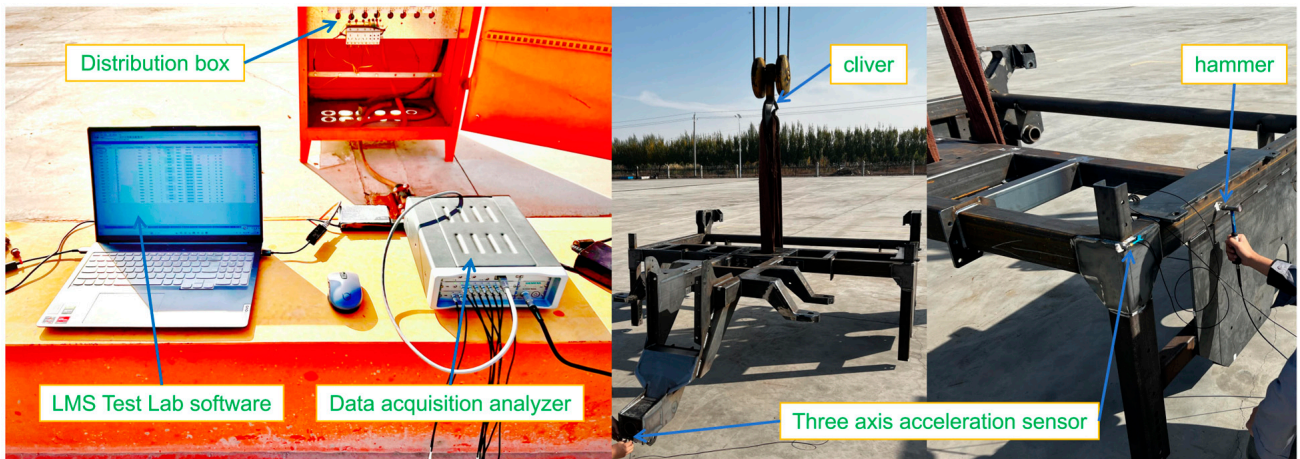 Distribution box
cliver
hammer
LMS Test Lab software
Data acquisition analyzer
Three axis acceleration sensor